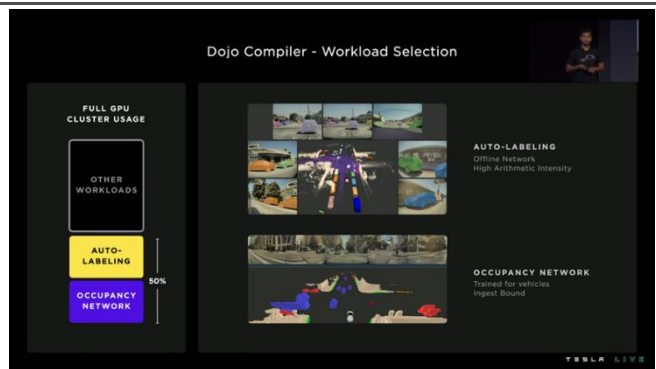 Dojo Compiler - Workload Selection
FULL GPU
CLUSTER USAGE
OTHER
WORKLOADS
AUTO-
LABELING
50%
OCCUPANCY
NETWORK
AUTO-LABELING
Offline Network
High Arithmetic Intensity
OCCUPANCY NETWORK
Trained for vehicles
Ingest Bound
TESLA LIVE